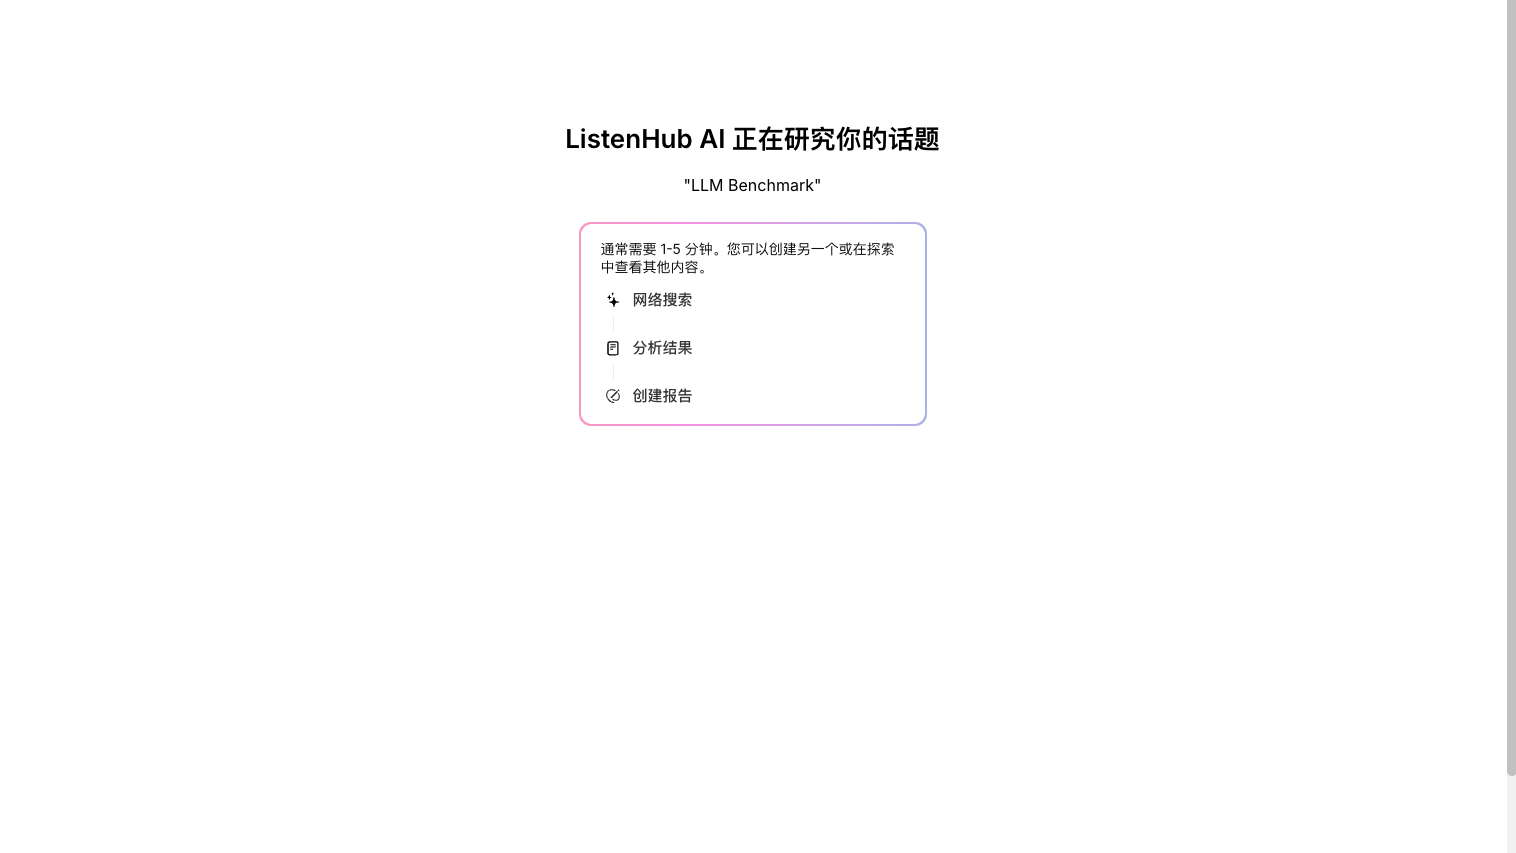 ListenHub AI 正在研究你的话题
"LLM Benchmark"
通常需要 1-5 分钟。您可以创建另一个或在探索
中查看其他内容。
网络搜索
分析结果
创建报告